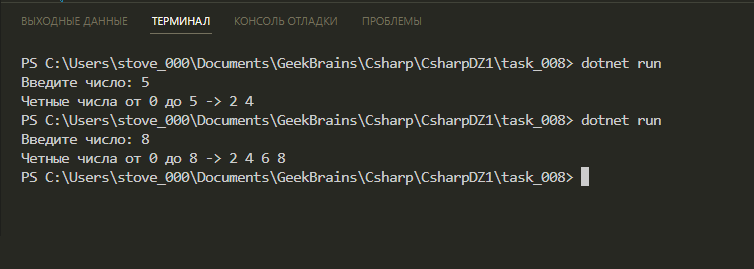 ВЫХОДНЫЕ ДАННЫЕ ТЕРМИНАЛ КОНСОЛЬ ОТЛАДКИ ПРОБЛЕМЫ
PS C:\Users\stove_000\Documents\GeekBrains\Csharp\CsharpDZ1\task_008> dotnet run
Введите число: 5
Четные числа от 0 до 5 -> 2 4
PS C:\Users\stove_000\Documents\GeekBrains\Csharp\CsharpDZ1\task_008> dotnet run
Введите число: 8
Четные числа от 0 до 8 -> 2 4 6 8
PS C:\Users\stove_000\Documents\GeekBrains\Csharp\CsharpDZ1\task_008>